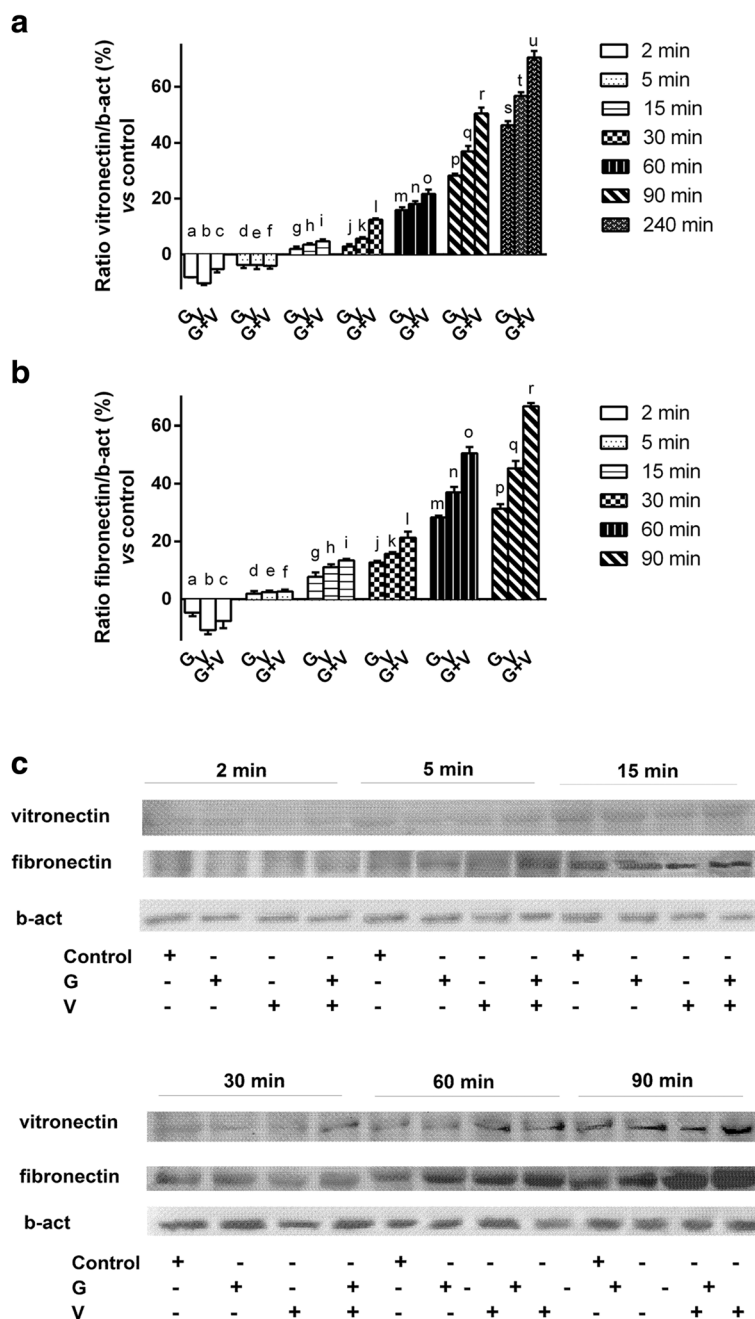 a
Ratio vitronectin/b-act (%)
vs control
60
40
20
0
a b c
d e f
g h i
j k l
m n o
p q r
s t u
G V G+V
G V G+V
G V G+V
G V G+V
G V G+V
G V G+V
G V G+V
2 min
5 min
15 min
30 min
60 min
90 min
240 min
b
Ratio fibronectin/b-act (%)
vs control
60
40
20
0
a b c
d e f
g h i
j k l
m n o
p q r
G V G+V
G V G+V
G V G+V
G V G+V
G V G+V
G V G+V
2 min
5 min
15 min
30 min
60 min
90 min
c
2 min 5 min 15 min
vitronectin
fibronectin
b-act
Control + - - - + - - - + - - -
G - + - + - + - + - + - +
V - - + + - - + + - - + +
30 min 60 min 90 min
vitronectin
fibronectin
b-act
Control + - - - + - - - + - - -
G - + - + - + - + - + - +
V - - + + - - + + - - + +